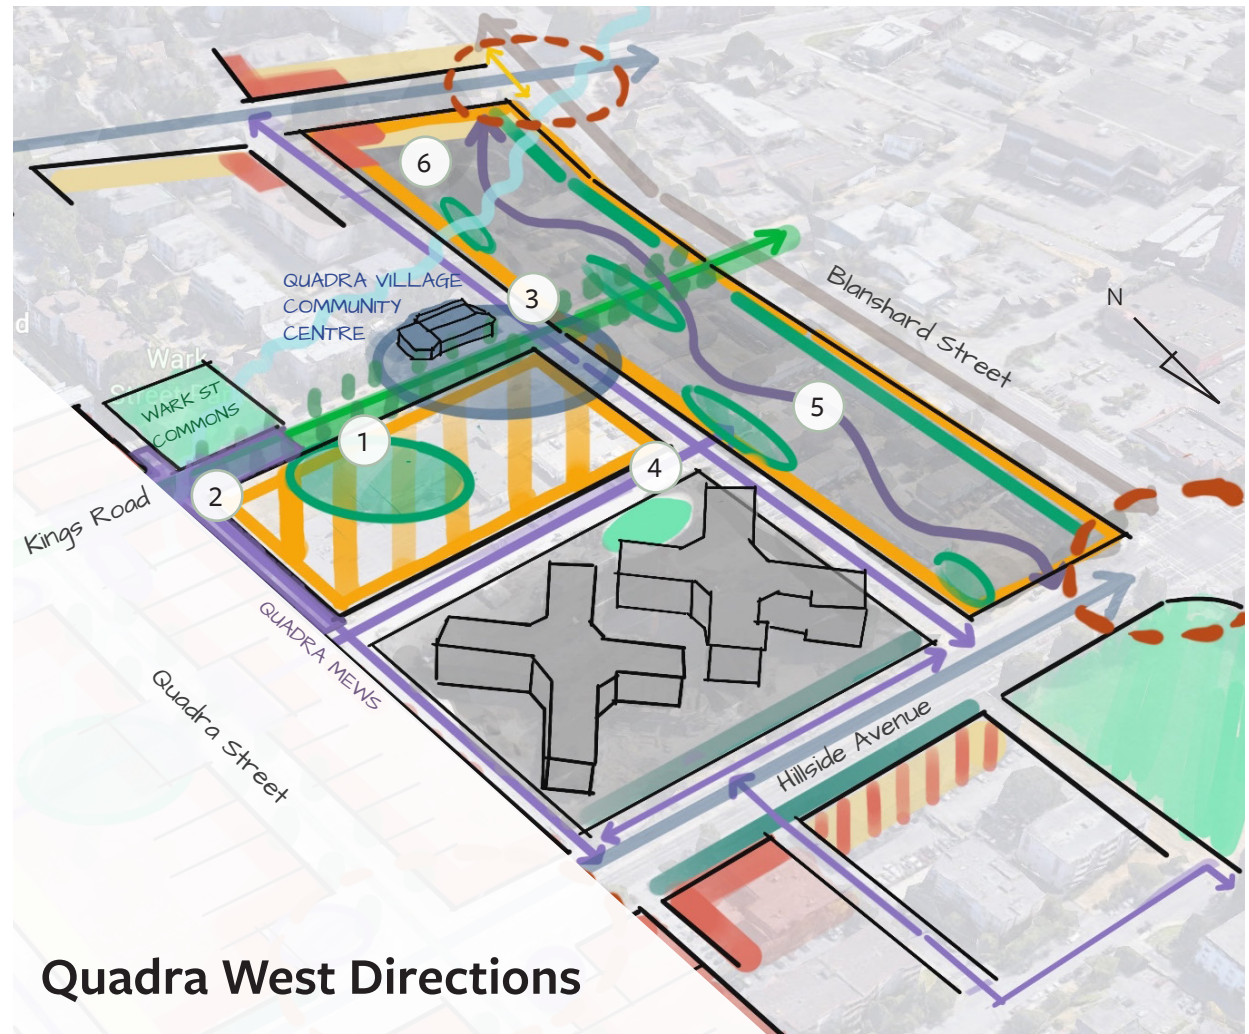 6
QUADRA VILLAGE
COMMUNITY
CENTRE
3
N
Blanshard Street
d
Wark
WARK ST
COMMONS
1
5
2
4
Kings Road
QUADRA MEWS
Quadra Street
Hillside Avenue
Quadra West Directions